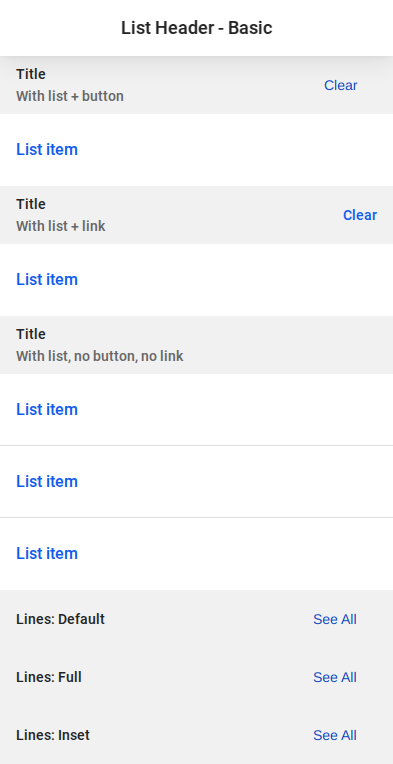 List Header - Basic
Title
With list + button
Clear
List item
Title
With list + link
Clear
List item
Title
With list, no button, no link
List item
List item
List item
Lines: Default
See All
Lines: Full
See All
Lines: Inset
See All